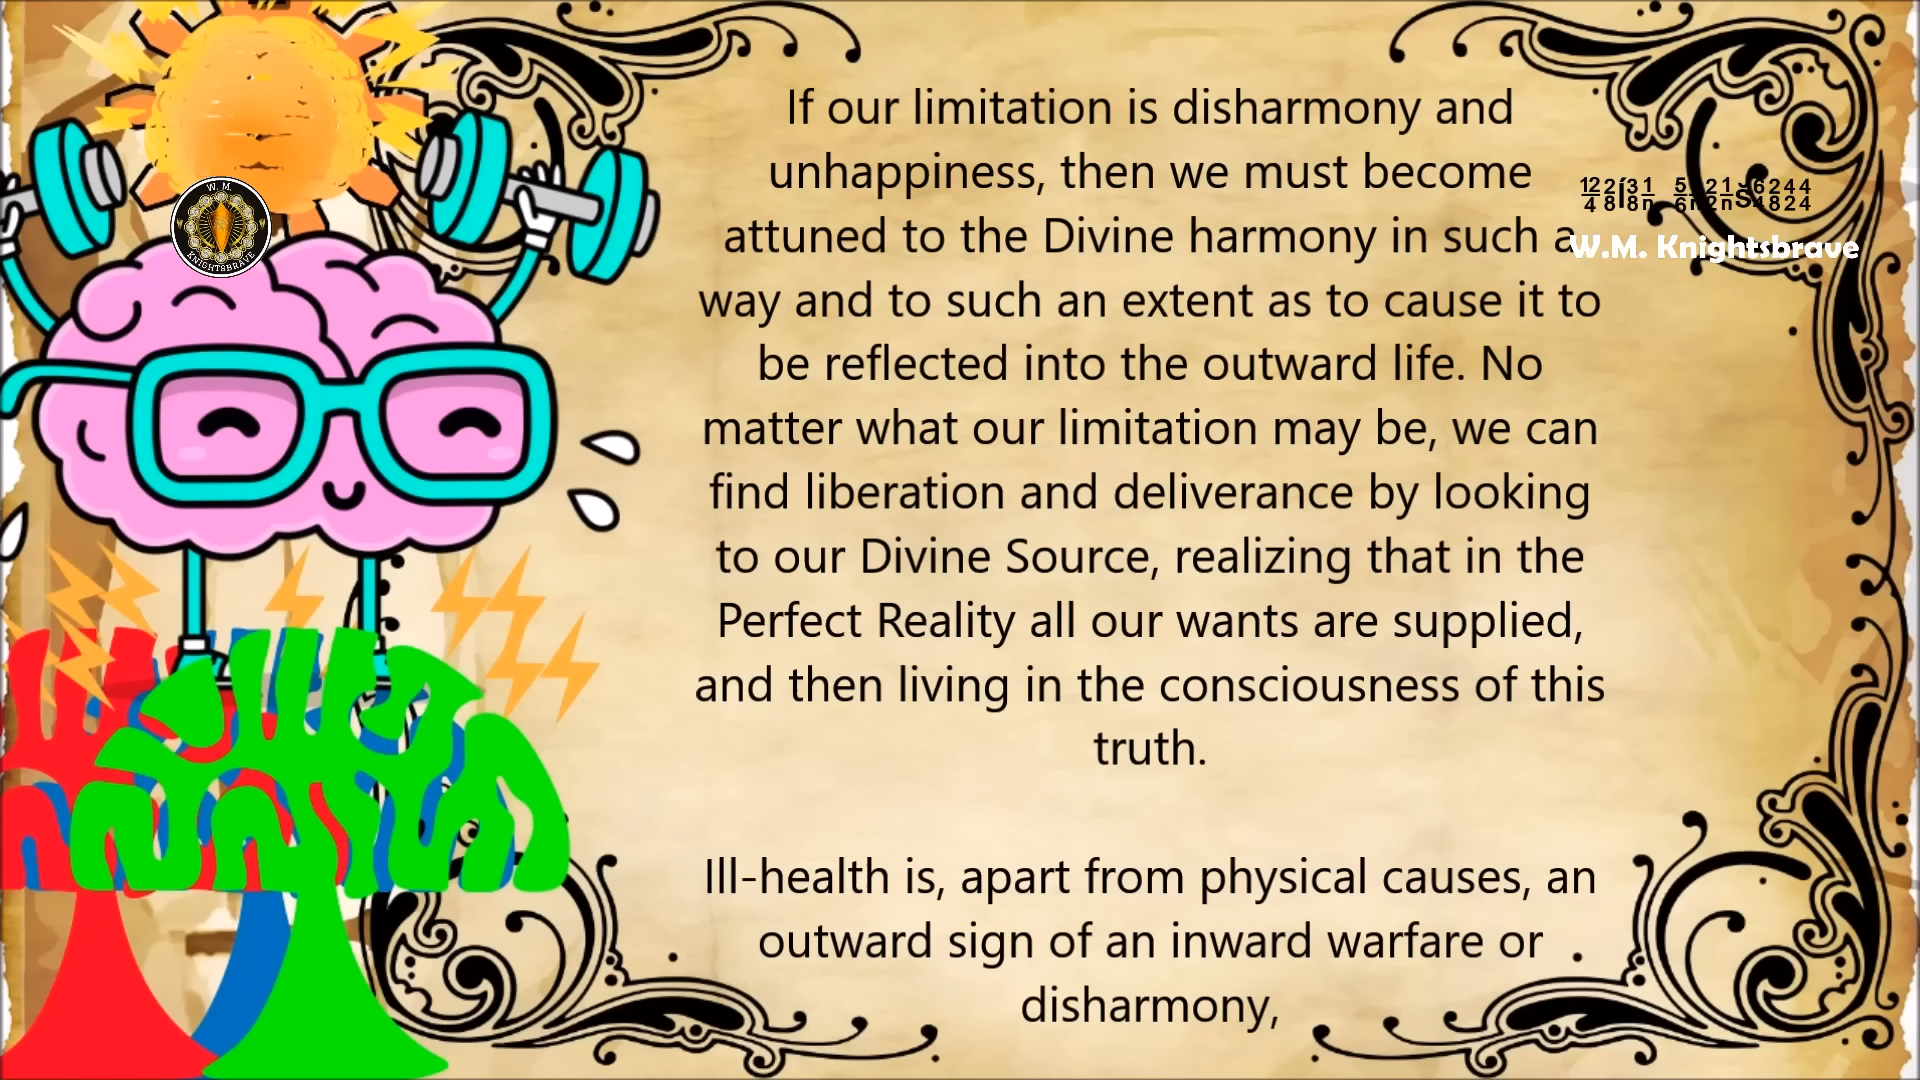 If our limitation is disharmony and
unhappiness, then we must become
attuned to the Divine harmony in such a
way and to such an extent as to cause it to
be reflected into the outward life. No
matter what our limitation may be, we can
find liberation and deliverance by looking
to our Divine Source, realizing that in the
Perfect Reality all our wants are supplied,
and then living in the consciousness of this
truth.
Ill-health is, apart from physical causes, an
outward sign of an inward warfare or
disharmony,
W.M. Knightsbrave
W. M.
KNIGHTSBRAVE